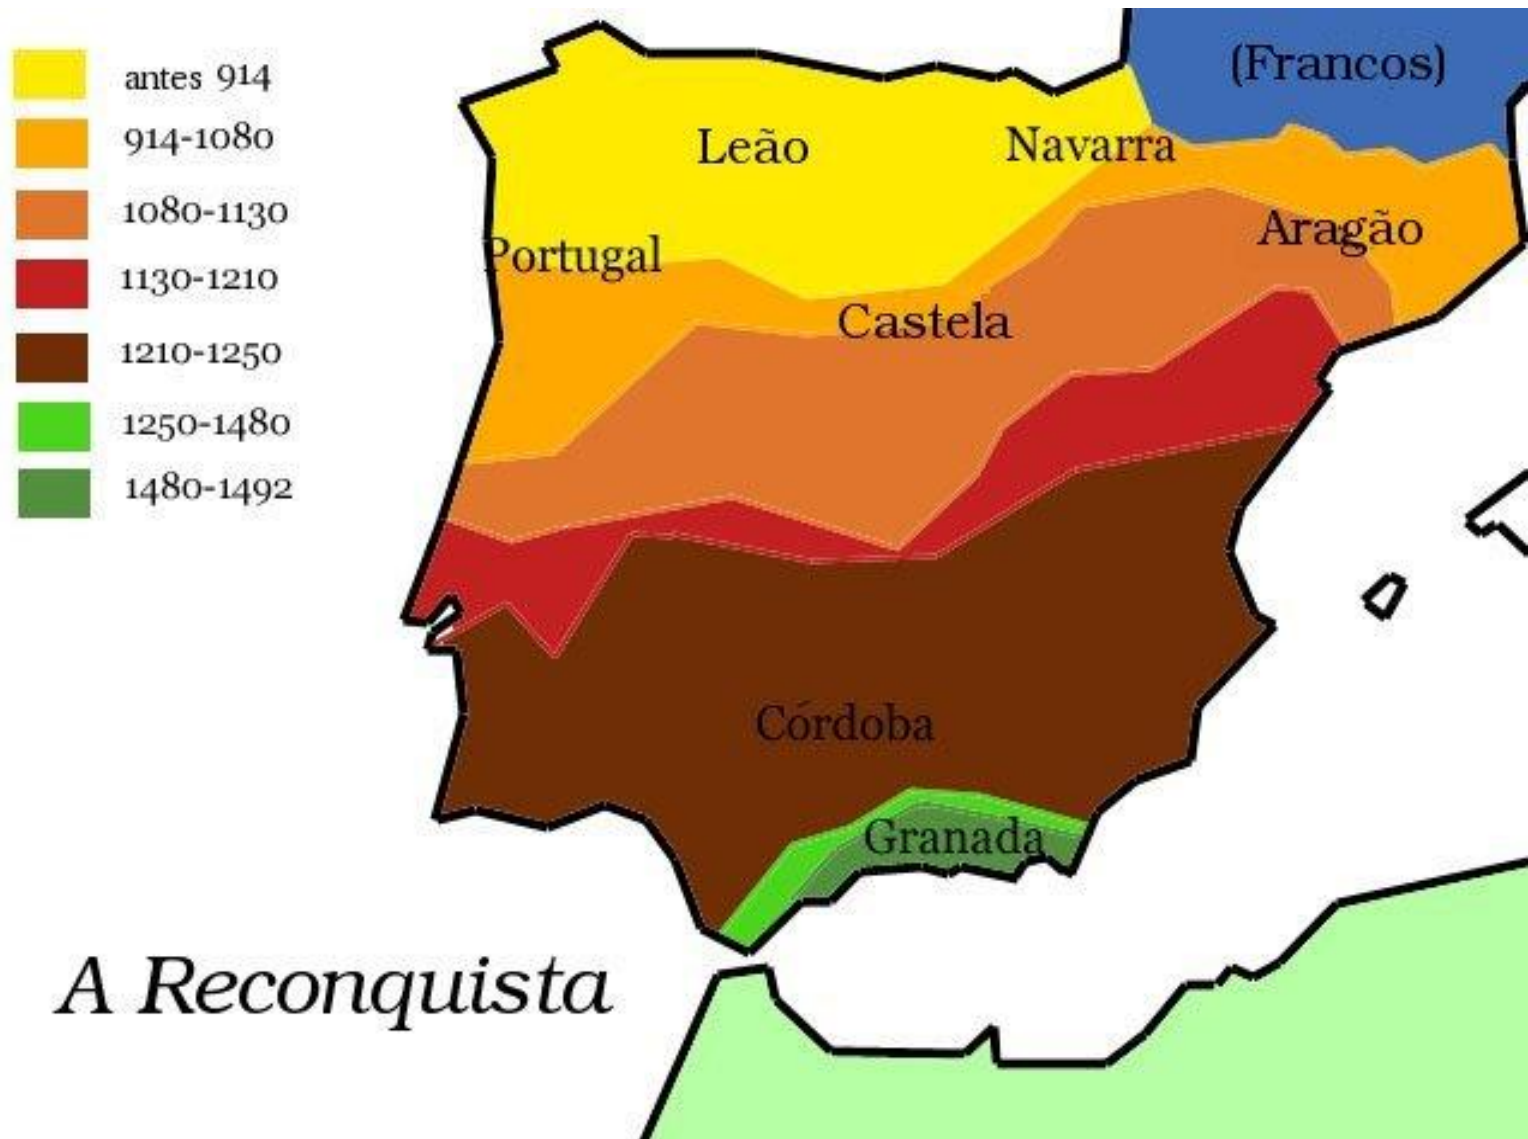 antes 914
914-1080
1080-1130
1130-1210
1210-1250
1250-1480
1480-1492
(Francos)
Leão
Navarra
Aragão
Portugal
Castela
Córdoba
Granada
A Reconquista